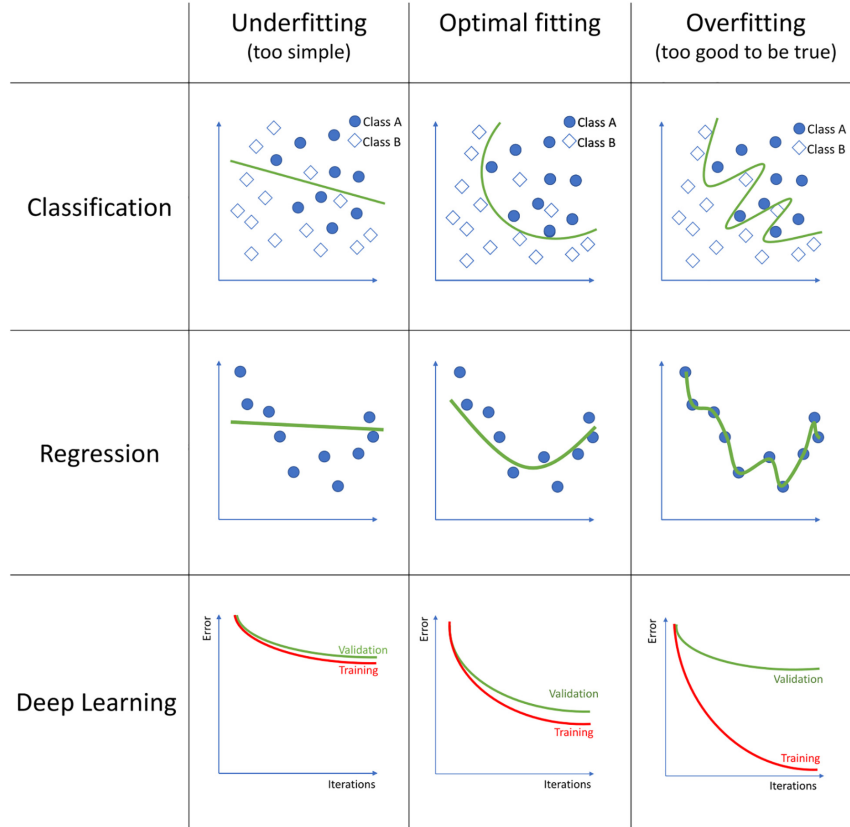 Underfitting
(too simple)
Optimal fitting
Overfitting
(too good to be true)
Classification
Class A
Class B
Class A
Class B
Class A
Class B
Regression
Deep Learning
Error
Validation
Training
Iterations
Error
Validation
Training
Iterations
Error
Validation
Training
Iterations